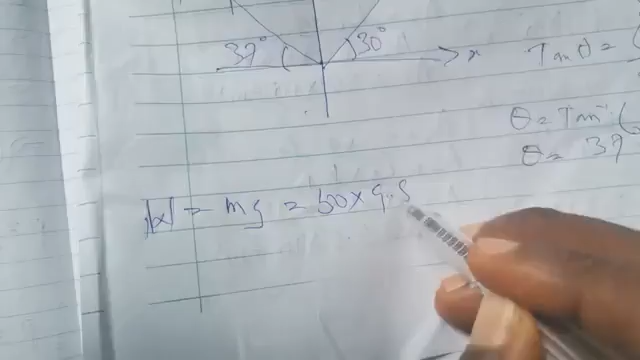 37° 30° x
Tan θ = (
θ = Tan⁻¹ (
θ = 37
|W| = mg = 50 × 9.8